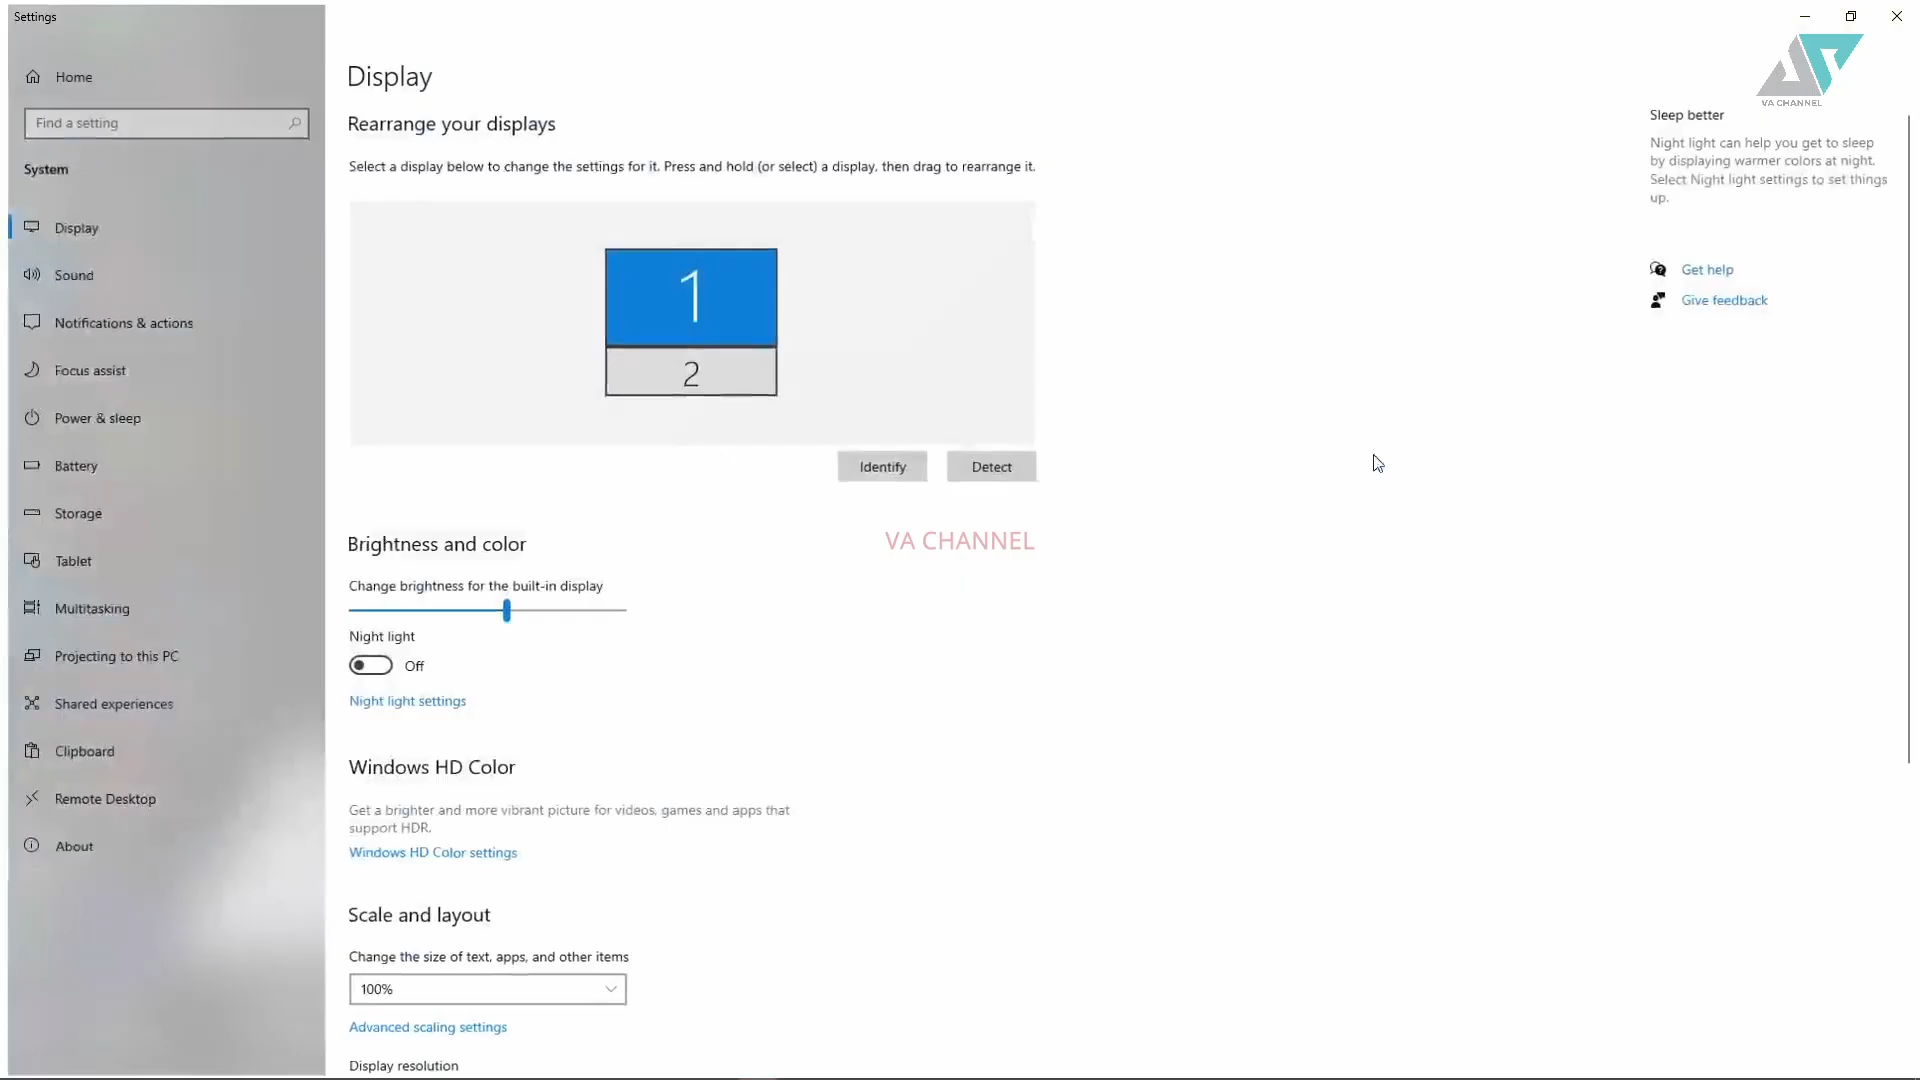 Settings
Home
Find a setting
System
Display
Sound
Notifications & actions
Focus assist
Power & sleep
Battery
Storage
Tablet
Multitasking
Projecting to this PC
Shared experiences
Clipboard
Remote Desktop
About
Display
Rearrange your displays
Select a display below to change the settings for it. Press and hold (or select) a display, then drag to rearrange it.
1
2
Identify
Detect
VA CHANNEL
Brightness and color
Change brightness for the built-in display
Night light
Off
Night light settings
Windows HD Color
Get a brighter and more vibrant picture for videos, games and apps that
support HDR.
Windows HD Color settings
Scale and layout
Change the size of text, apps, and other items
100%
Advanced scaling settings
Display resolution
VA CHANNEL
Sleep better
Night light can help you get to sleep
by displaying warmer colors at night.
Select Night light settings to set things
up.
Get help
Give feedback